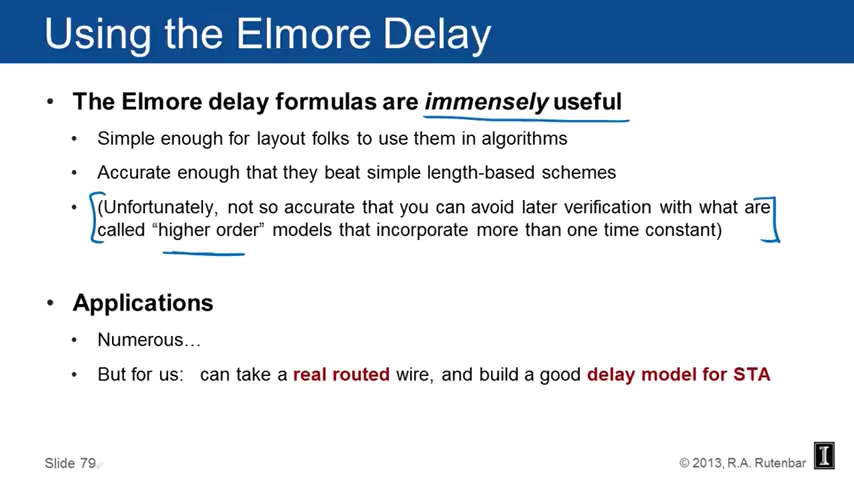 Using the Elmore Delay
• The Elmore delay formulas are immensely useful
• Simple enough for layout folks to use them in algorithms
• Accurate enough that they beat simple length-based schemes
• (Unfortunately, not so accurate that you can avoid later verification with what are
called “higher order” models that incorporate more than one time constant)
• Applications
• Numerous…
• But for us: can take a real routed wire, and build a good delay model for STA
Slide 79
© 2013, R.A. Rutenbar
I